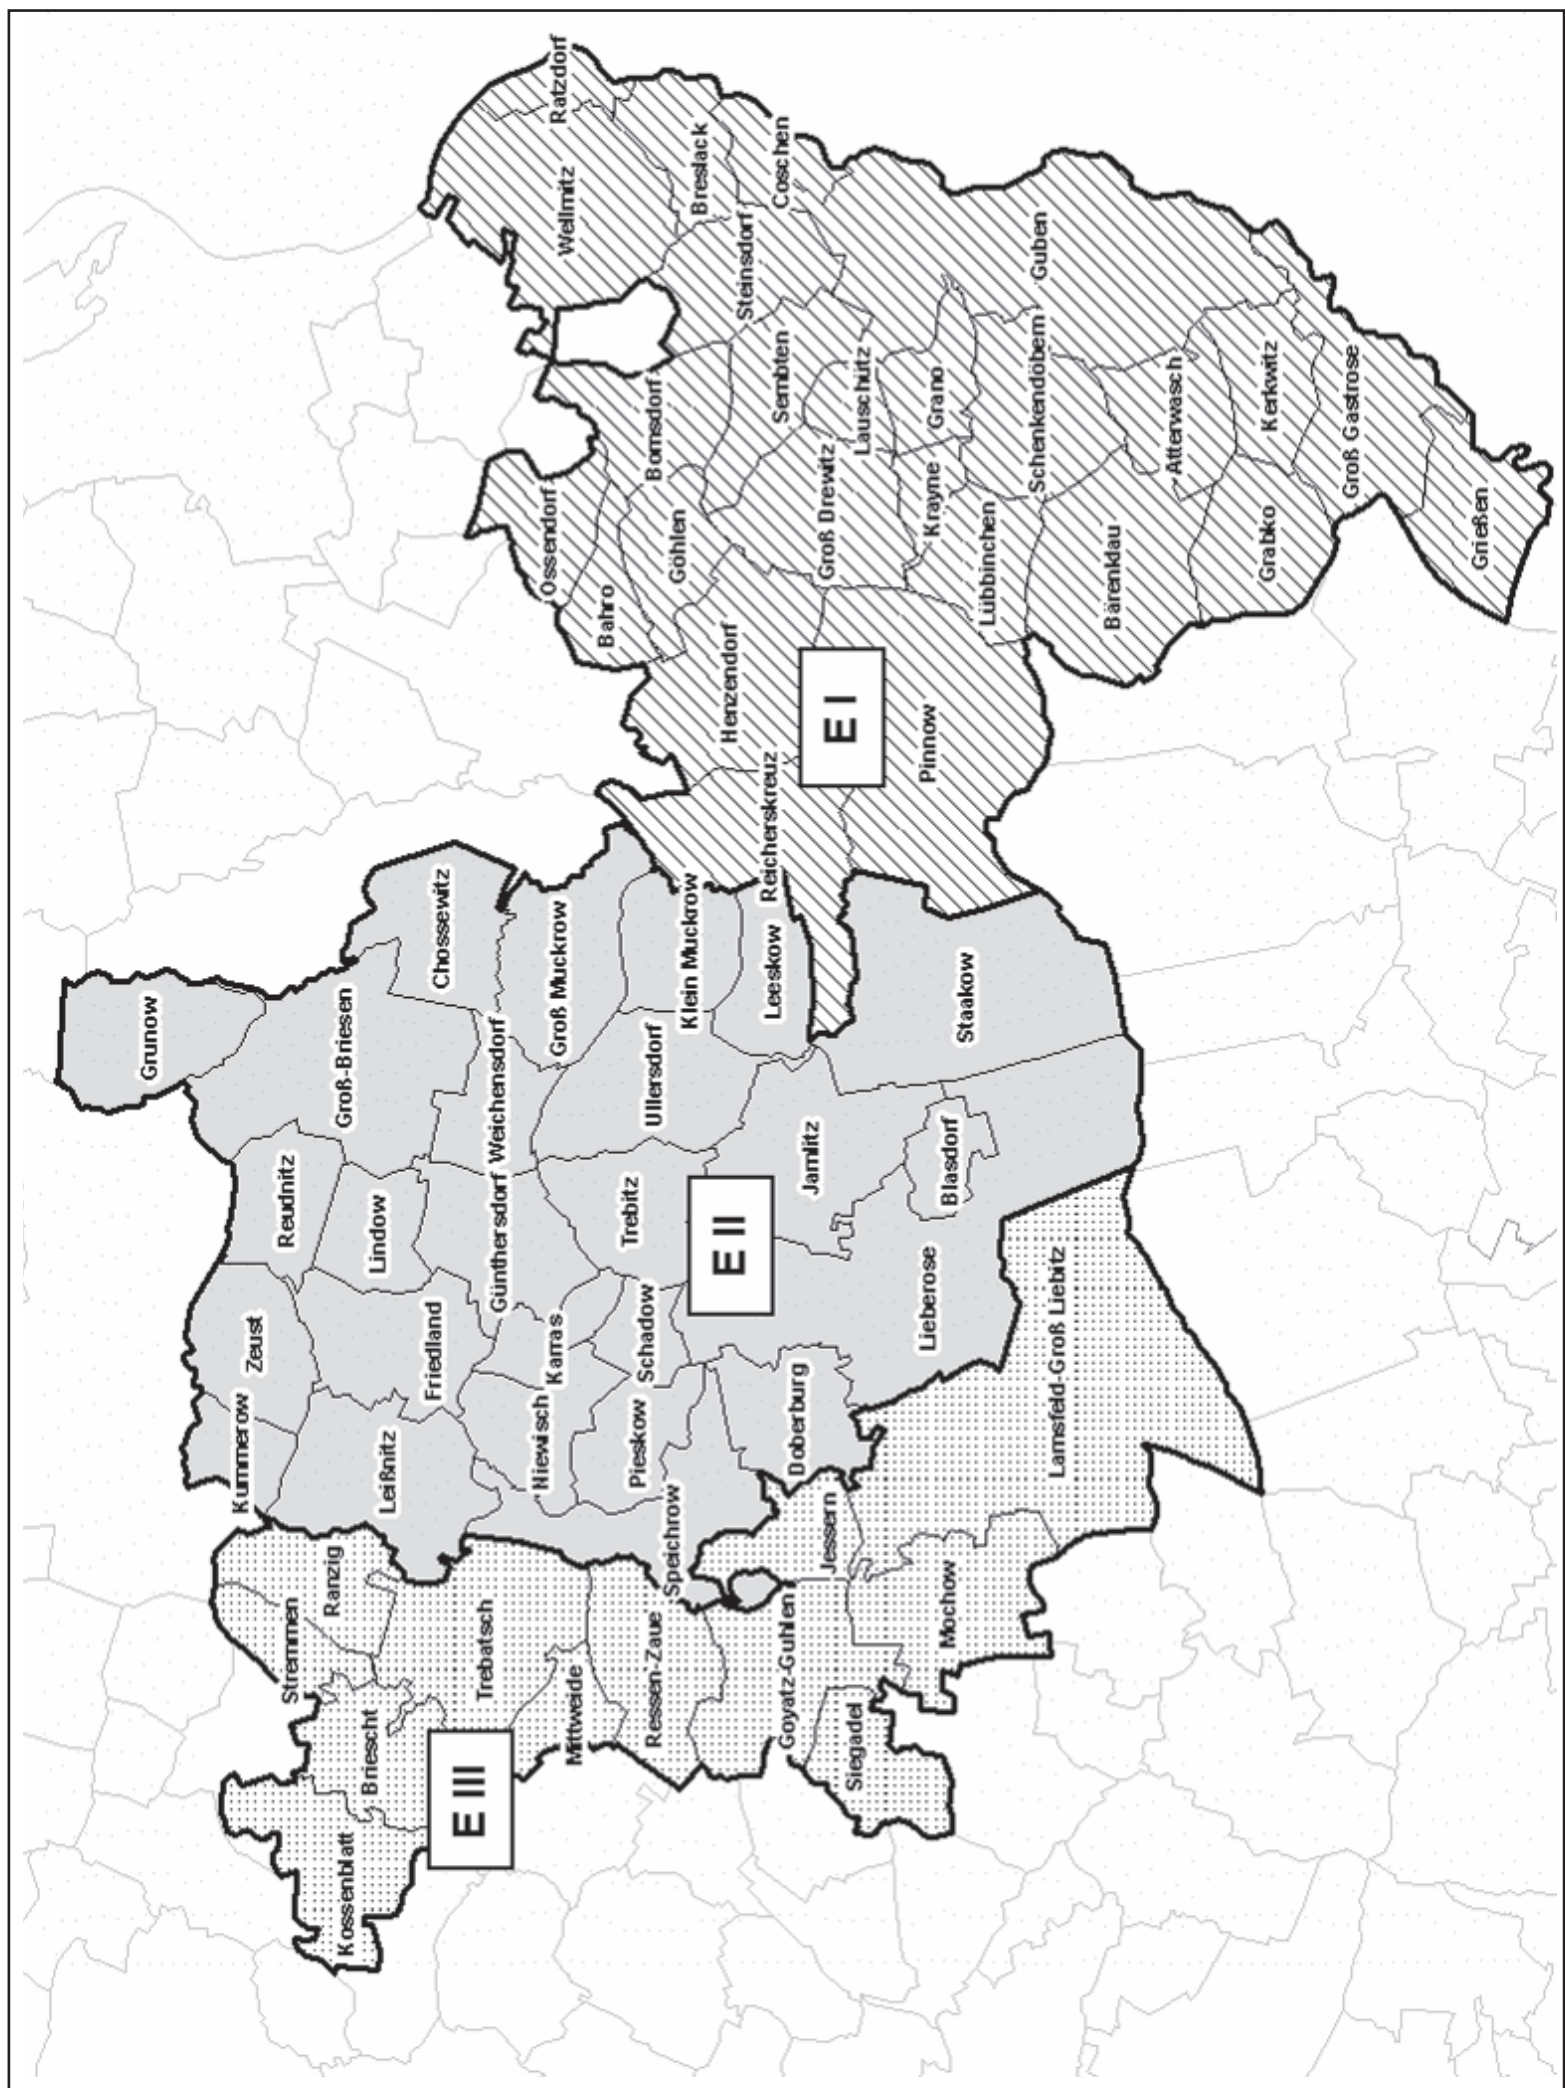 Grunow
Chossewitz
Groß-Briesen
Reudnitz
Lindow
Zeust
Kummerow
Friedland
Leißnitz
Günthersdorf
Weichensdorf
Groß Muckrow
Klein Muckrow
Ullersdorf
Leeskow
Trebitz
Karras
Niewisch
Schadow
Pieskow
Speichrow
Jamlitz
Staakow
Blasdorf
Lieberose
Doberburg
E II
Kossenblatt
Briescht
Stremmen
Ranzig
Trebatsch
Mittweide
Ressen-Zaue
Goyatz-Guhlen
Jessern
Siegadel
Mochow
Lamsfeld-Groß Liebitz
E III
Ratzdorf
Wellmitz
Breslack
Coschen
Steinsdorf
Bomsdorf
Ossendorf
Bahro
Göhlen
Sembten
Lauschütz
Groß Drewitz
Grano
Krayne
Henzendorf
Reicherskreuz
Pinnow
Lübbinchen
Schenkendöbern
Guben
Bärenklau
Atterwasch
Kerkwitz
Grabko
Groß Gastrose
Grießen
E I